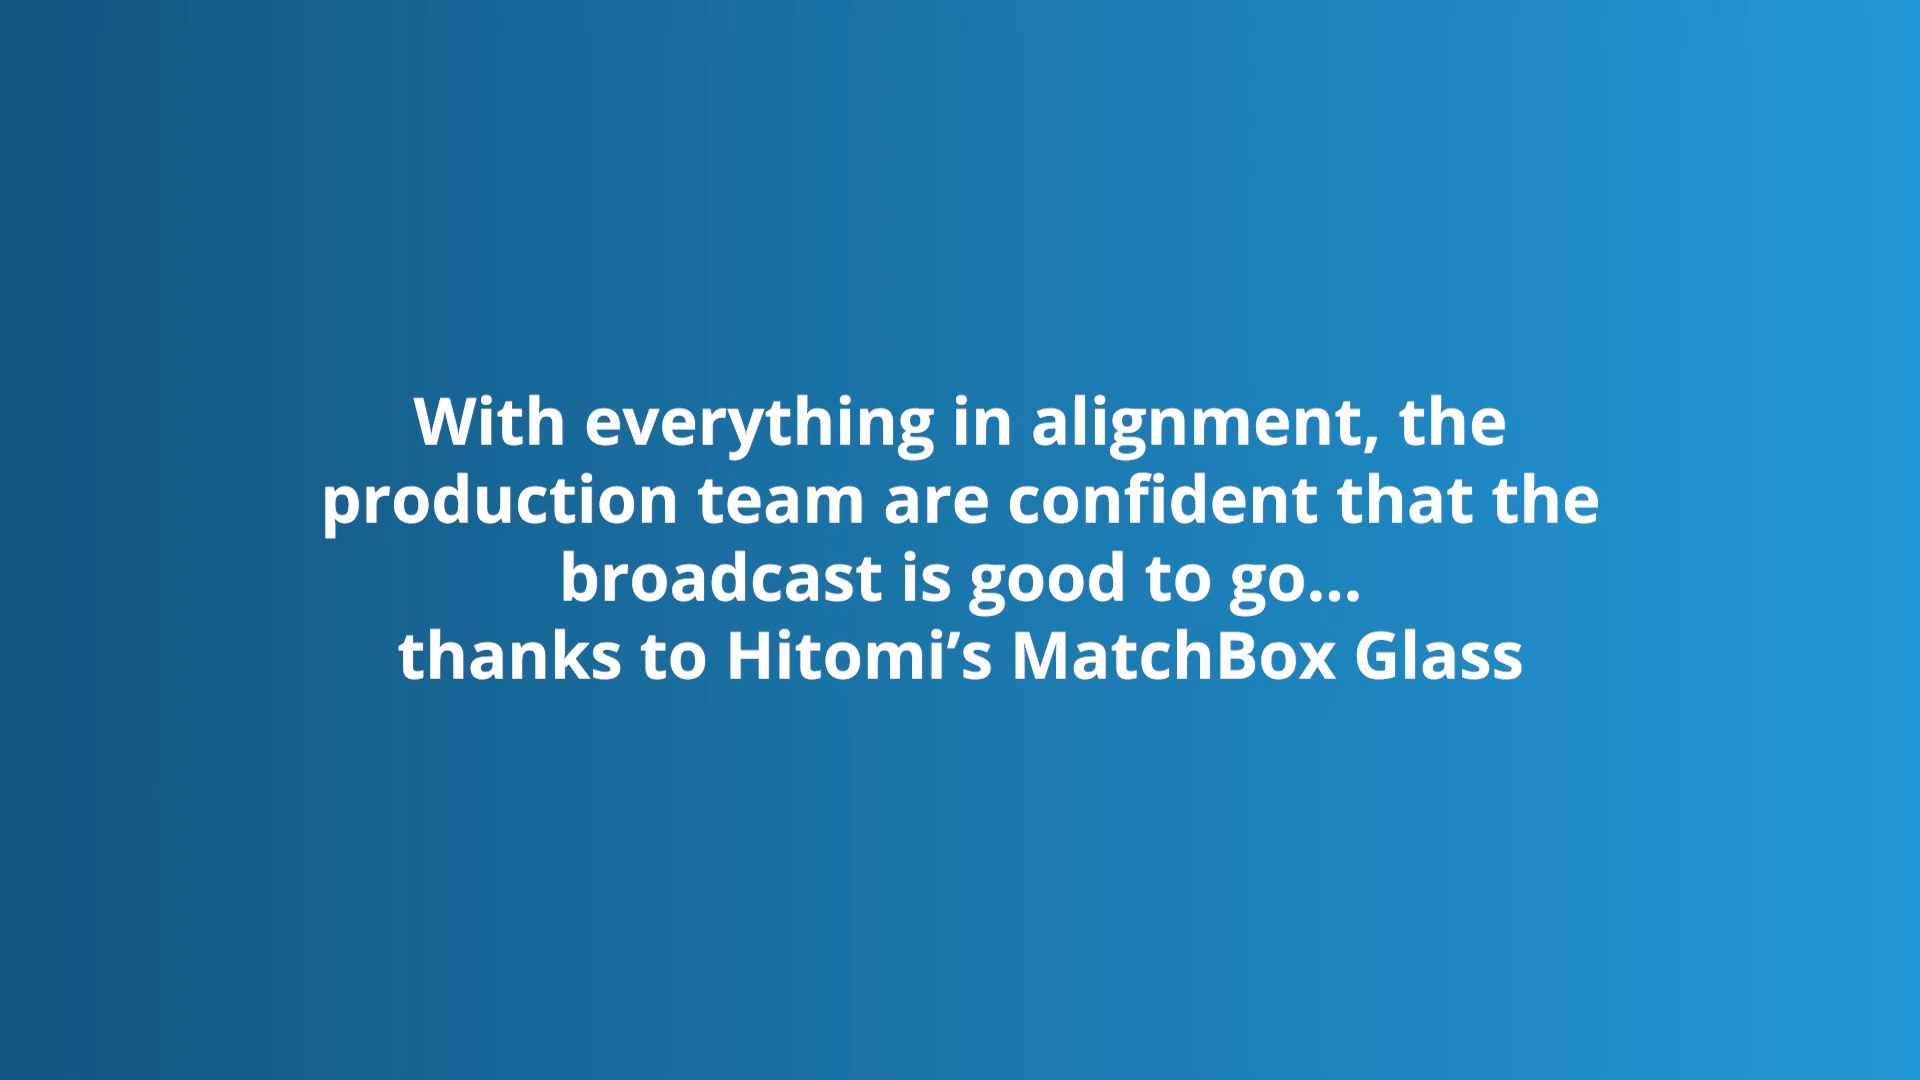 With everything in alignment, the
production team are confident that the
broadcast is good to go...
thanks to Hitomi’s MatchBox Glass